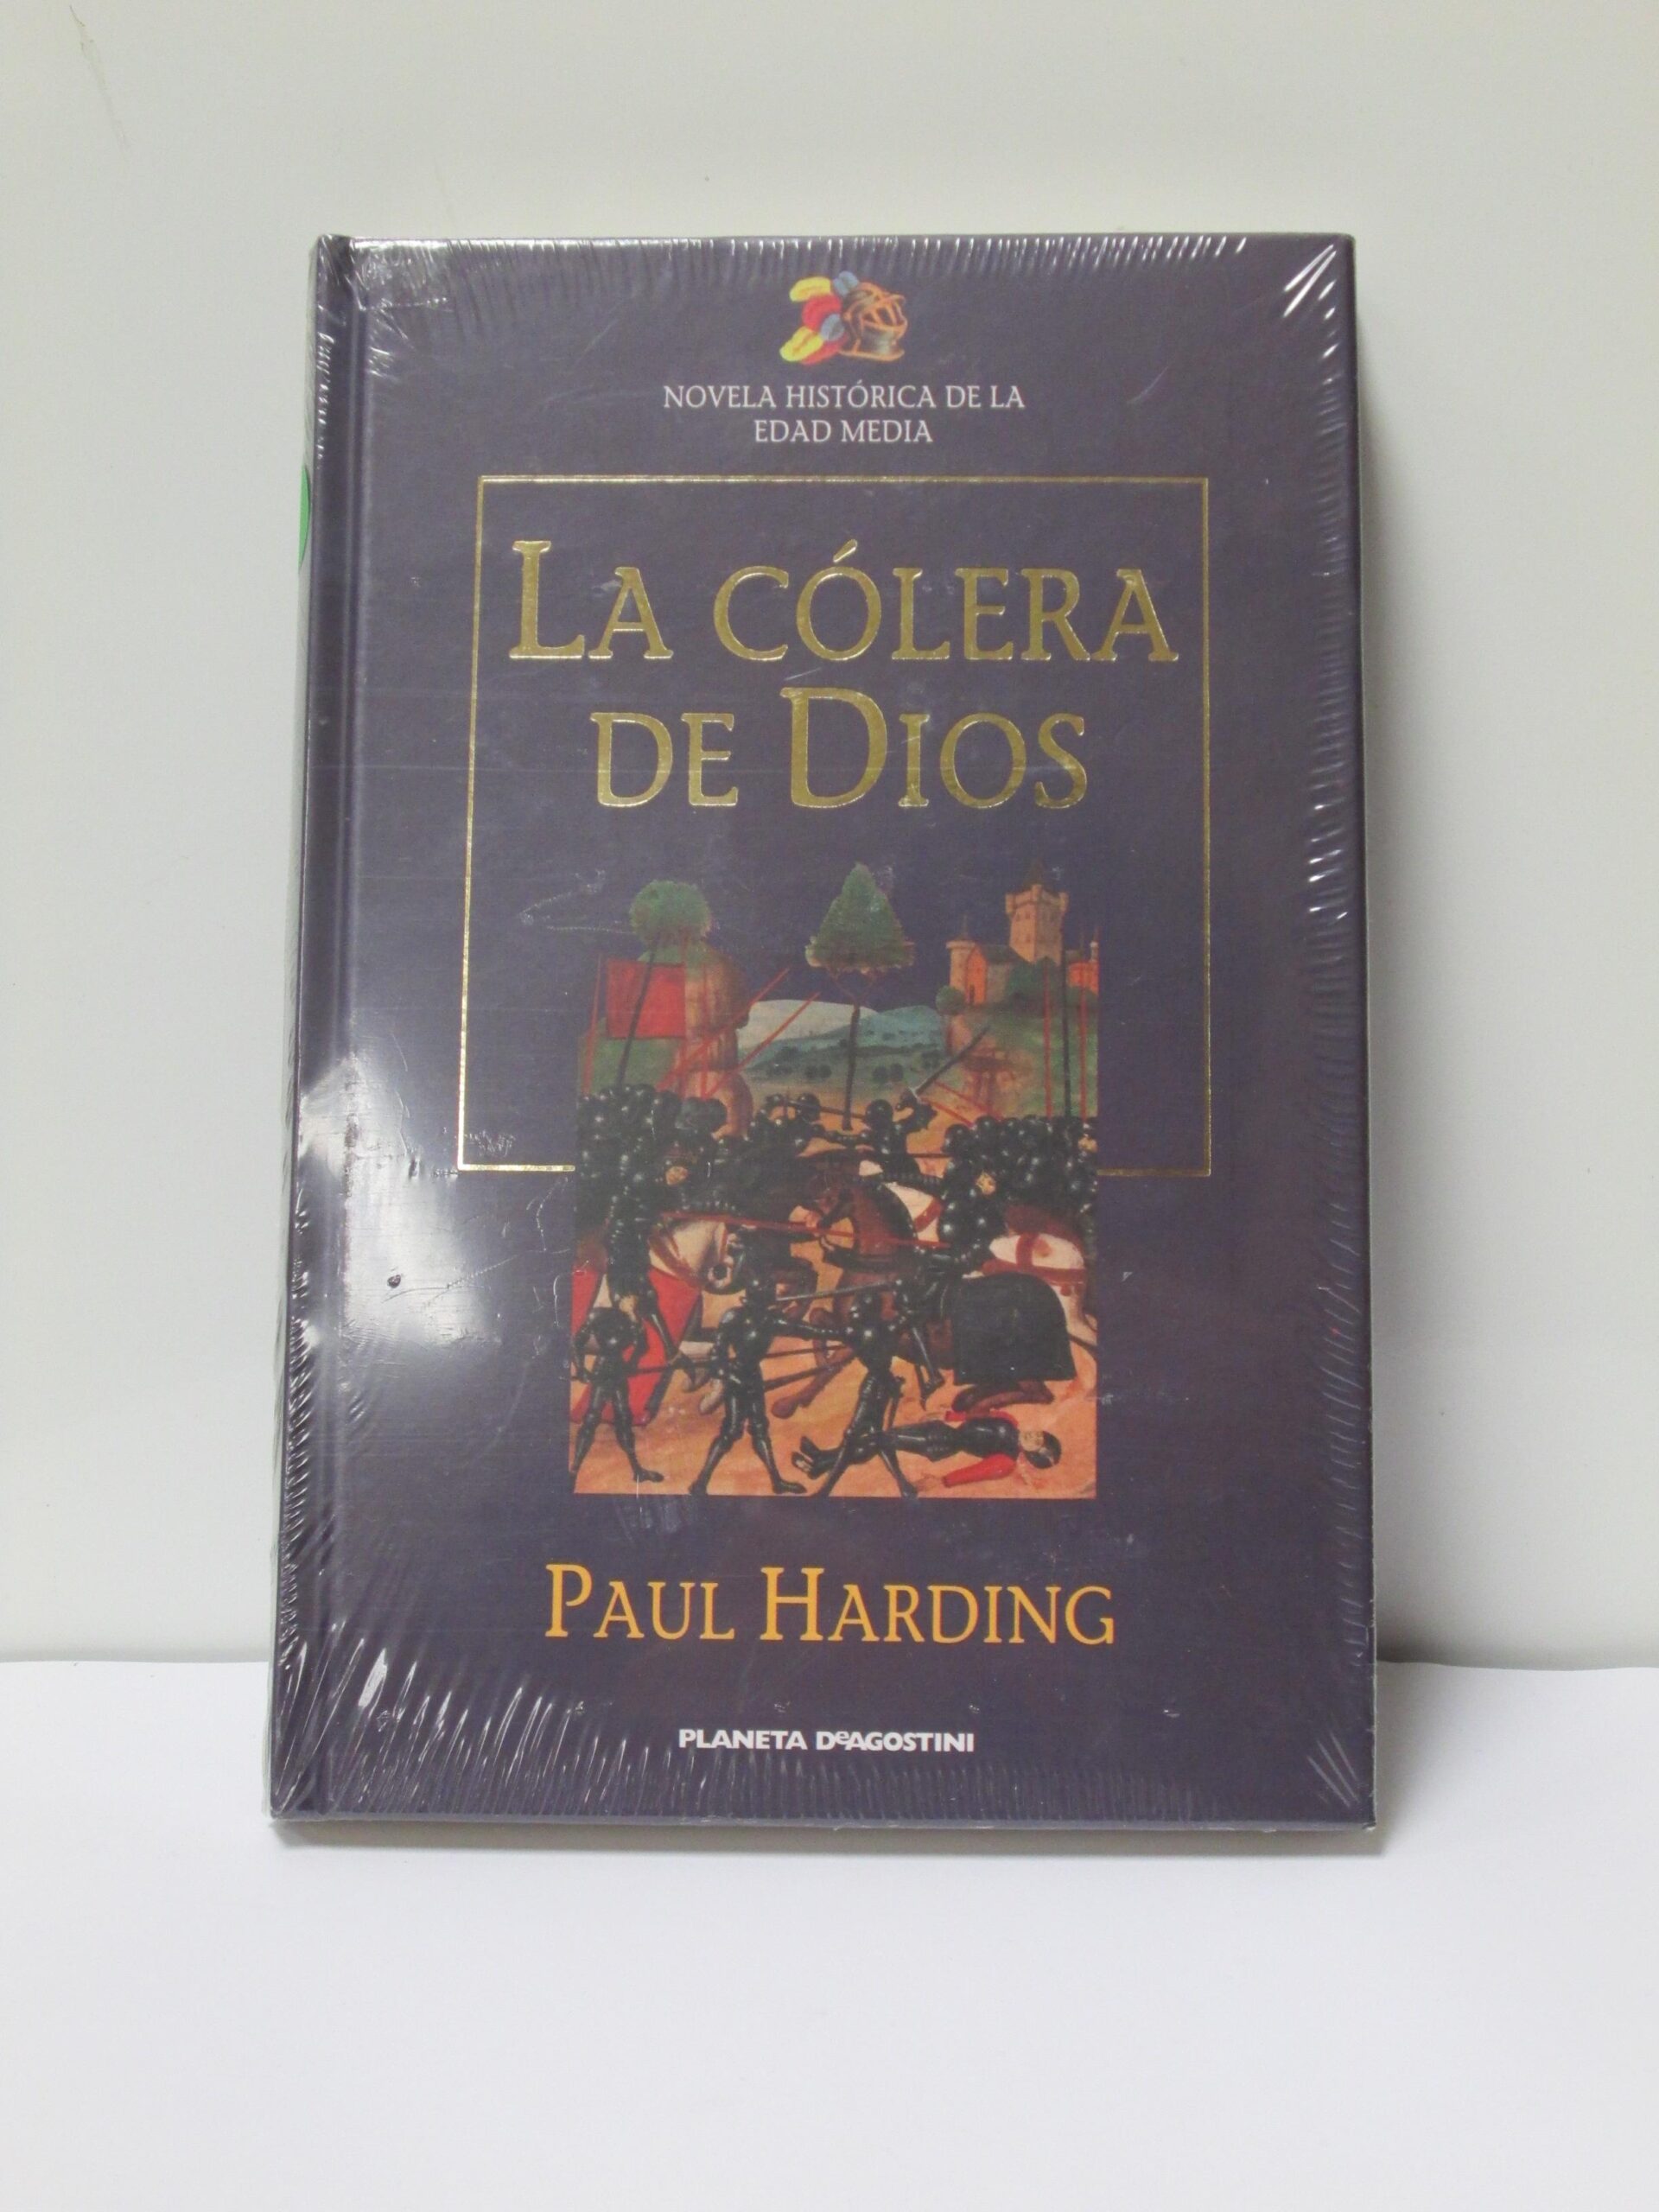 NOVELA HISTÓRICA DE LA
EDAD MEDIA
LA CÓLERA
DE DIOS
PAUL HARDING
PLANETA DeAGOSTINI